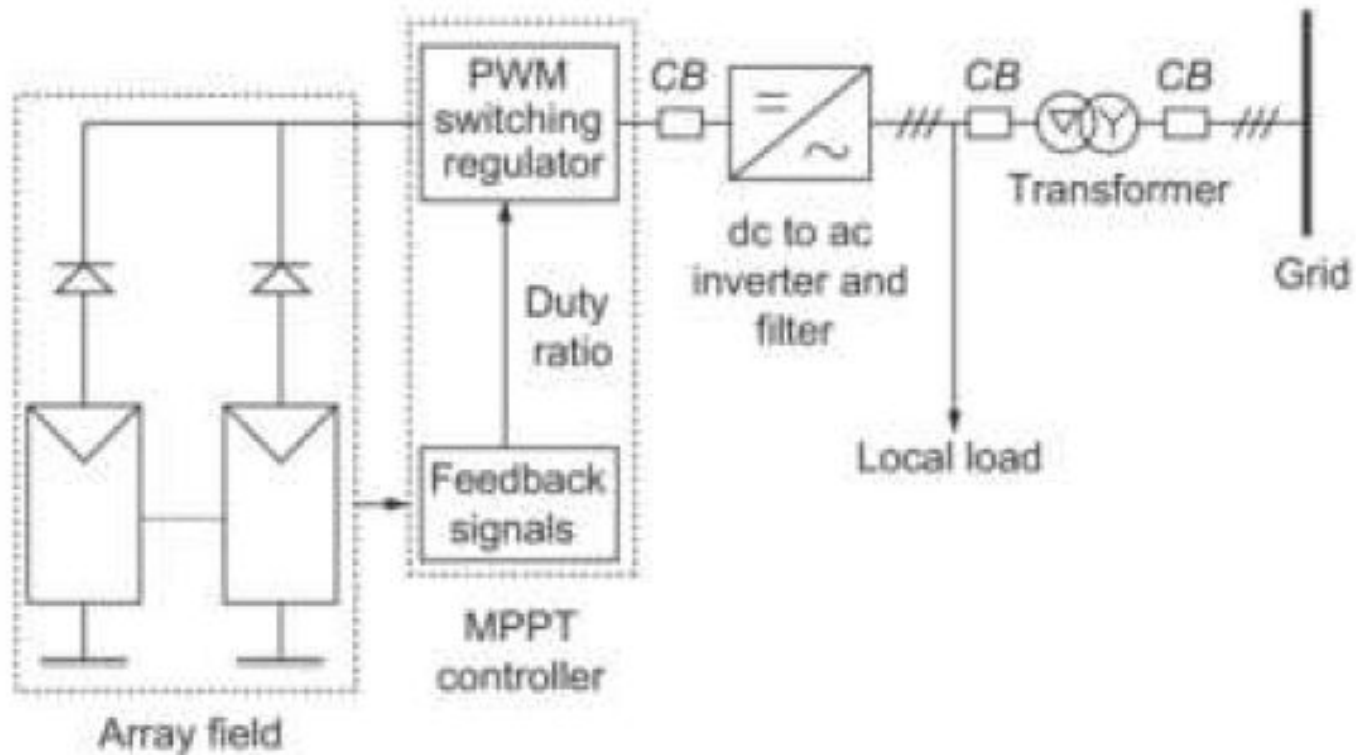 PWM
switching
regulator
CB
CB
CB
Transformer
dc to ac
inverter and
filter
Grid
Duty
ratio
Local load
Feedback
signals
MPPT
controller
Array field